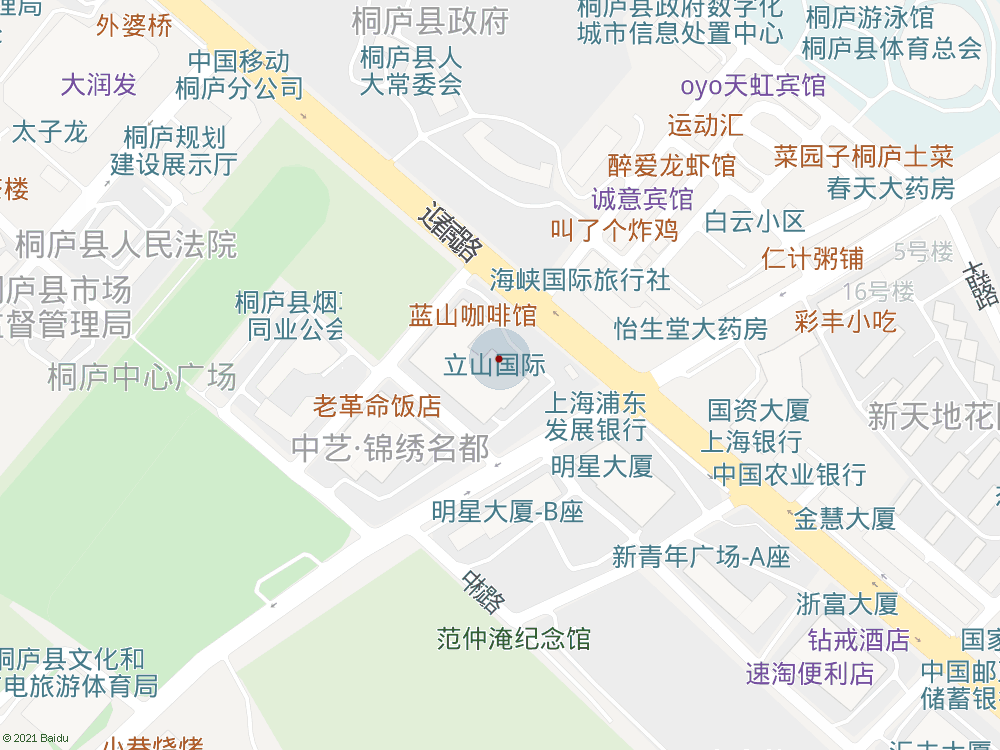 桐庐县政府
外婆桥
中国移动
桐庐分公司
桐庐县人
大常委会
桐庐县政府数字化
城市信息处置中心
桐庐游泳馆
桐庐县体育总会
大润发
oyo天虹宾馆
太子龙
桐庐规划
建设展示厅
运动汇
醉爱龙虾馆
菜园子桐庐土菜
春天大药房
诚意宾馆
白云小区
叫了个炸鸡
桐庐县人民法院
仁计粥铺
5号楼
16号楼
海峡国际旅行社
桐庐县烟
同业公会
蓝山咖啡馆
怡生堂大药房
彩丰小吃
立山国际
桐庐中心广场
老革命饭店
上海浦东
发展银行
国资大厦
上海银行
新天地花
中艺·锦绣名都
明星大厦
中国农业银行
明星大厦-B座
金慧大厦
新青年广场-A座
浙富大厦
范仲淹纪念馆
钻戒酒店
国家
速淘便利店
中国邮
储蓄银
桐庐县文化和
电旅游体育局
© 2021 Baidu
小巷烧烤
汇丰大厦